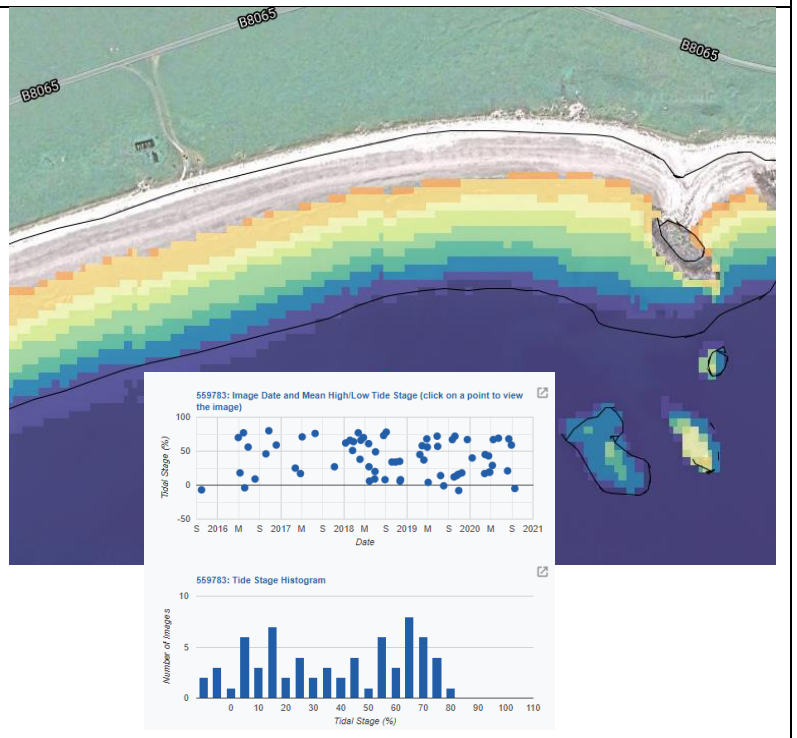 B8065
B8065
B8065
559783: Image Date and Mean High/Low Tide Stage (click on a point to view
the image)
100
50
0
-50
Tidal Stage (%)
S 2016 M S 2017 M S 2018 M S 2019 M S 2020 M S 2021
Date
559783: Tide Stage Histogram
10
5
0
Number of Images
0 10 20 30 40 50 60 70 80 90 100 110
Tidal Stage (%)